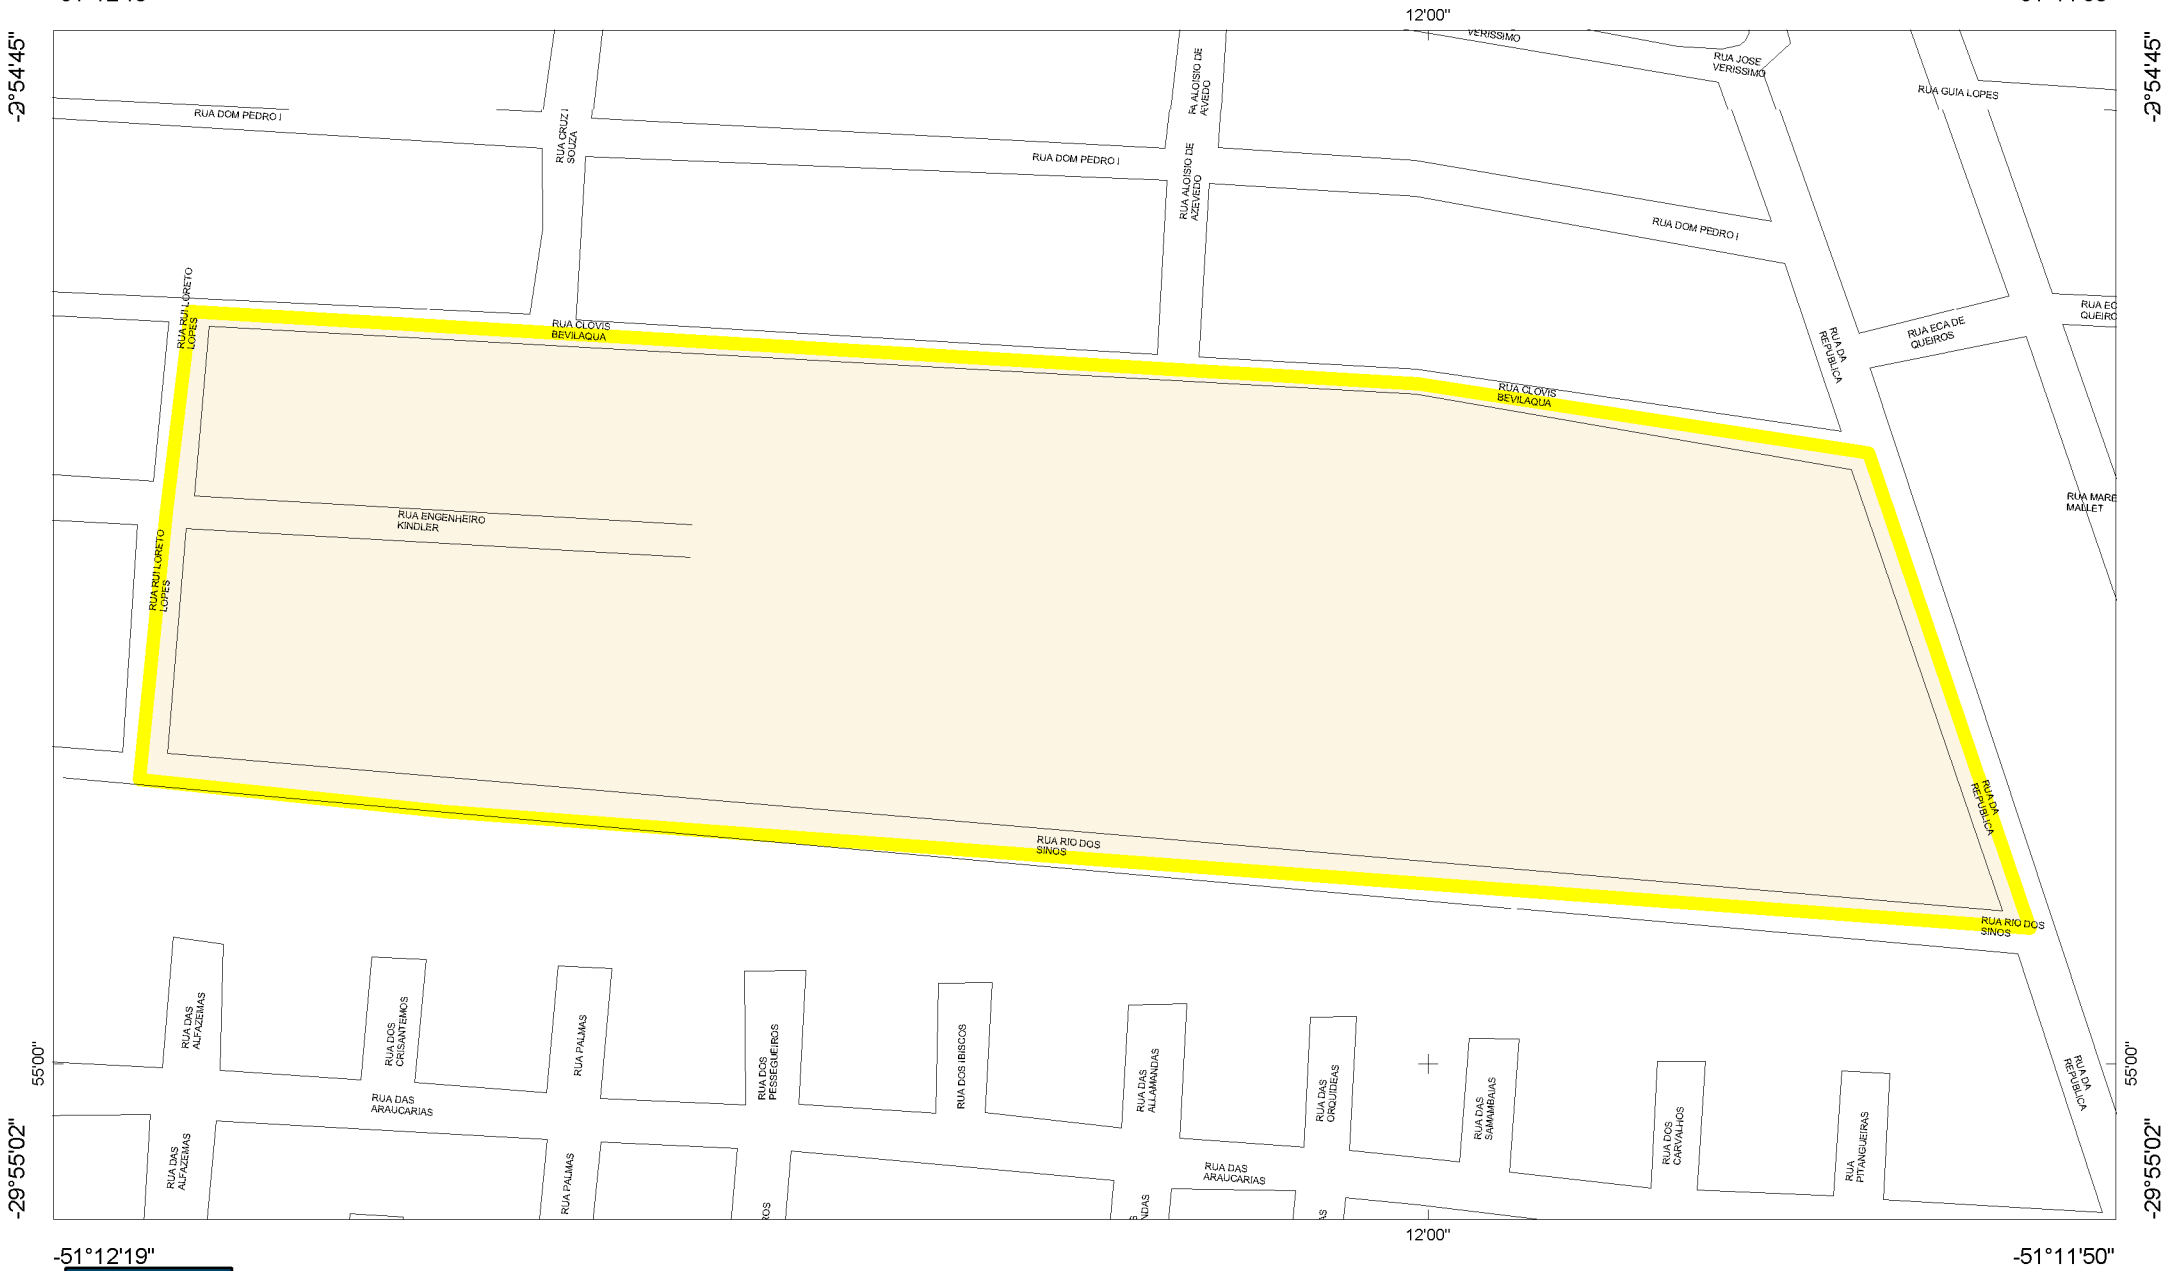 12'00"
VERISSIMO
RUA JOSE
VERISSIMO
-2°54'45"
-2°54'45"
RUA GUIA LOPES
RUA DOM PEDRO I
RUA CRUZ I
SOUZA
RUA DOM PEDRO I
RUA ALOISIO DE
AZEVEDO
RUA DOM PEDRO I
RUA RUI LORETO
LOPES
RUA CLOVIS
BEVILAQUA
RUA DA
REPUBLICA
RUA ECA DE
QUEIROS
RUA EC
QUEIRO
RUA CLOVIS
BEVILAQUA
RUA MARE
MALLET
RUA ENGENHEIRO
KINDLER
RUA RUI LORETO
LOPES
RUA DA
REPUBLICA
RUA RIO DOS
SINOS
RUA RIO DOS
SINOS
RUA DAS
ALFAZEMAS
RUA DOS
CRISANTEMOS
RUA PALMAS
RUA DOS
PESSEGUEIROS
RUA DOS IBISCOS
RUA DAS
ALLAMANDAS
RUA DAS
ORQUIDEAS
RUA DAS
SAMAMBAIAS
RUA DOS
CARVALHOS
RUA
PITANGUEIRAS
RUA DA
REPUBLICA
55'00"
55'00"
RUA DAS
ARAUCARIAS
RUA DAS
ALFAZEMAS
RUA PALMAS
ROS
RUA DAS
ARAUCARIAS
S
NDAS
AS
-29°55'02"
-29°55'02"
12'00"
-51°12'19"
-51°11'50"